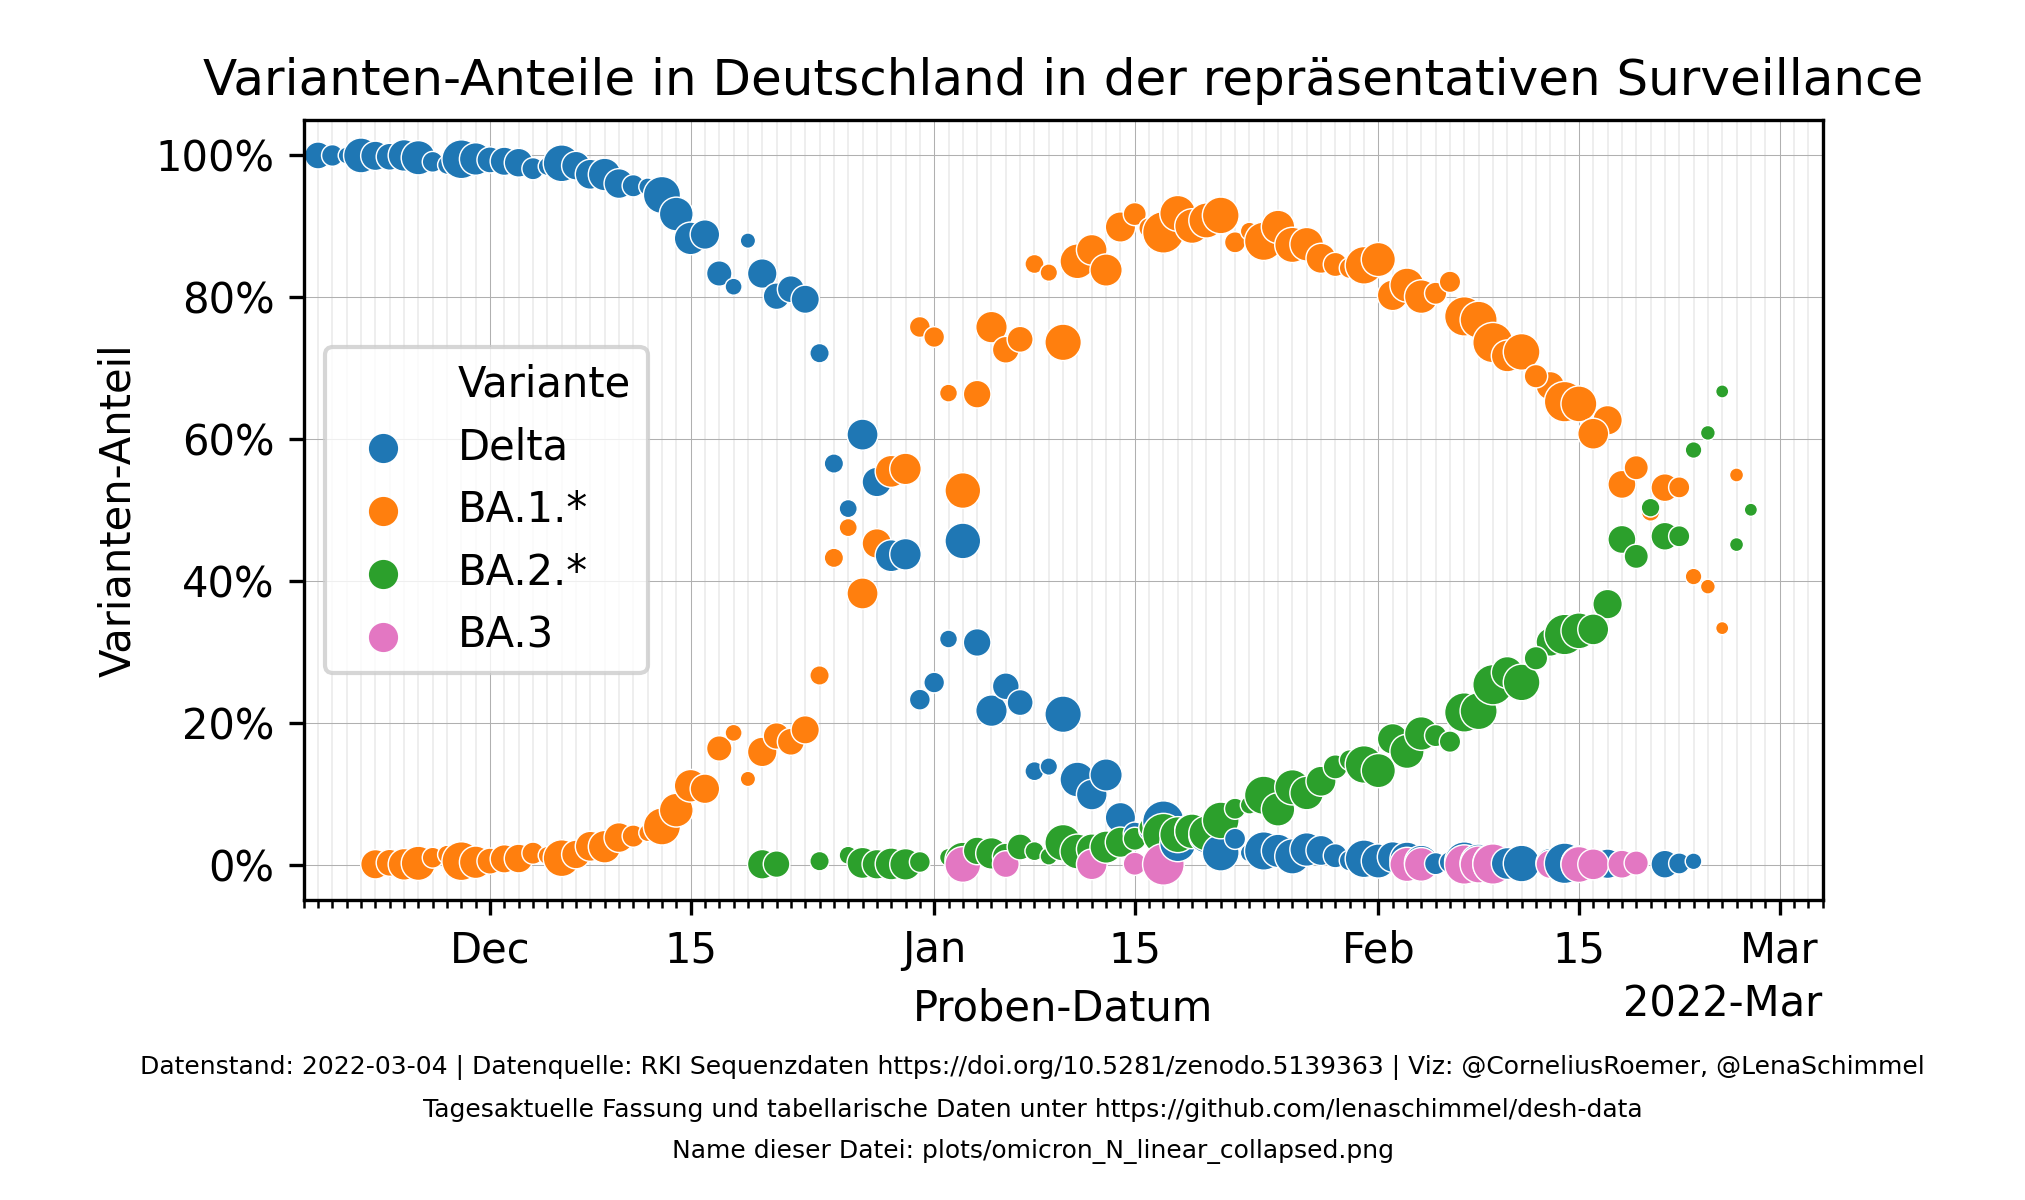 Varianten-Anteile in Deutschland in der repräsentativen Surveillance
100%
80%
60%
40%
20%
0%
Varianten-Anteil
Variante
Delta
BA.1.*
BA.2.*
BA.3
Dec 15 Jan 15 Feb 15 Mar
Proben-Datum
2022-Mar
Datenstand: 2022-03-04 | Datenquelle: RKI Sequenzdaten https://doi.org/10.5281/zenodo.5139363 | Viz: @CorneliusRoemer, @LenaSchimmel
Tagesaktuelle Fassung und tabellarische Daten unter https://github.com/lenaschimmel/desh-data
Name dieser Datei: plots/omicron_N_linear_collapsed.png